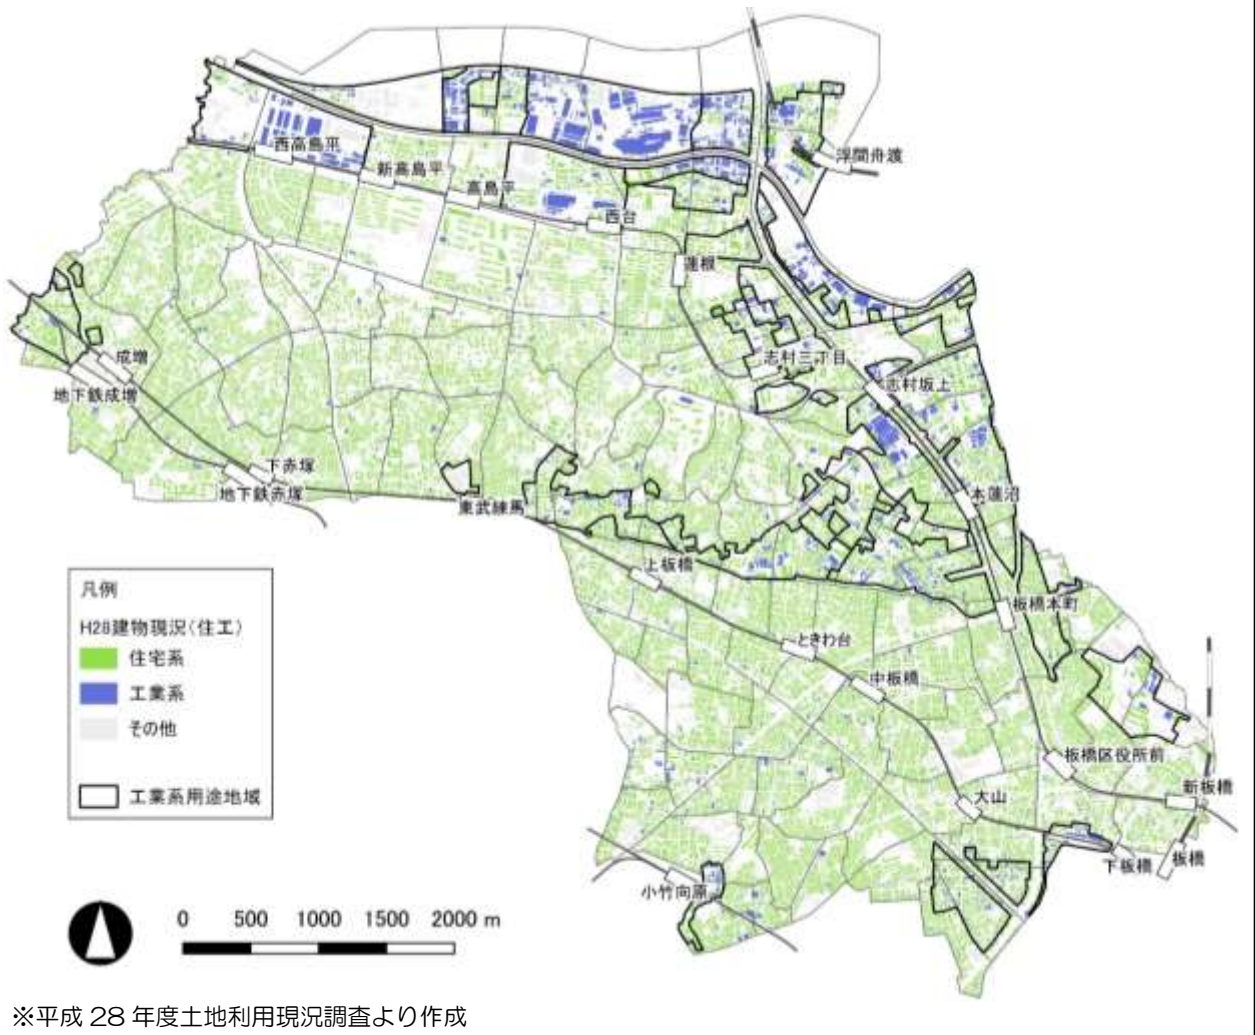 西高島平
新高島平
高島平
西台
浮間舟渡
蓮根
志村三丁目
志村坂上
成増
地下鉄成増
下赤塚
地下鉄赤塚
東武練馬
本蓮沼
上板橋
板橋本町
ときわ台
中板橋
板橋区役所前
新板橋
大山
下板橋
板橋
小竹向原
凡例
H28建物現況(住工)
住宅系
工業系
その他
工業系用途地域
0 500 1000 1500 2000 m
※平成 28 年度土地利用現況調査より作成